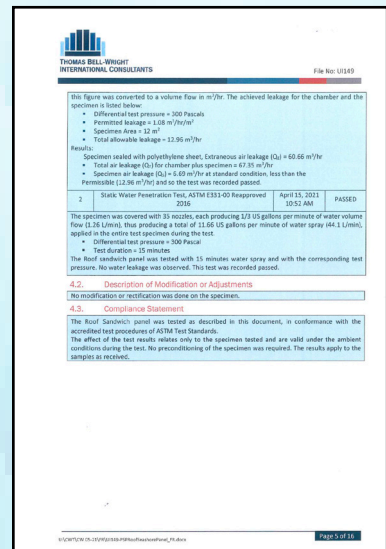 THOMAS BELL-WRIGHT
INTERNATIONAL CONSULTANTS
File No: UI149
this figure was converted to a volume flow in m³/hr. The achieved leakage for the chamber and the
specimen is listed below:
• Differential test pressure = 300 Pascals
• Permitted leakage = 1.08 m³/hr/m²
• Specimen Area = 12 m²
• Total allowable leakage = 12.96 m³/hr
Results:
Specimen sealed with polyethylene sheet, Extraneous air leakage (Qₑ) = 60.66 m³/hr
• Total air leakage (Qₜ) for chamber plus specimen = 67.35 m³/hr
• Specimen air leakage (Qₛ) = 6.69 m³/hr at standard condition, less than the
Permissible (12.96 m³/hr) and so the test was recorded passed.
2 Static Water Penetration Test, ASTM E331-00 Reapproved 2016 April 15, 2021 10:52 AM PASSED
The specimen was covered with 35 nozzles, each producing 1/3 US gallons per minute of water volume
flow (1.26 L/min), thus producing a total of 11.66 US gallons per minute of water spray (44.1 L/min),
applied in the entire test specimen during the test
• Differential test pressure = 300 Pascal
• Test duration = 15 minutes
The Roof sandwich panel was tested with 15 minutes water spray and with the corresponding test
pressure. No water leakage was observed. This test was recorded passed.
4.2. Description of Modification or Adjustments
No modification or rectification was done on the specimen.
4.3. Compliance Statement
The Roof Sandwich panel was tested as described in this document, in conformance with the
accredited test procedures of ASTM Test Standards.
The effect of the test results relates only to the specimen tested and are valid under the ambient
conditions during the test. No preconditioning of the specimen was required. The results apply to the
samples as received.
Page 5 of 16